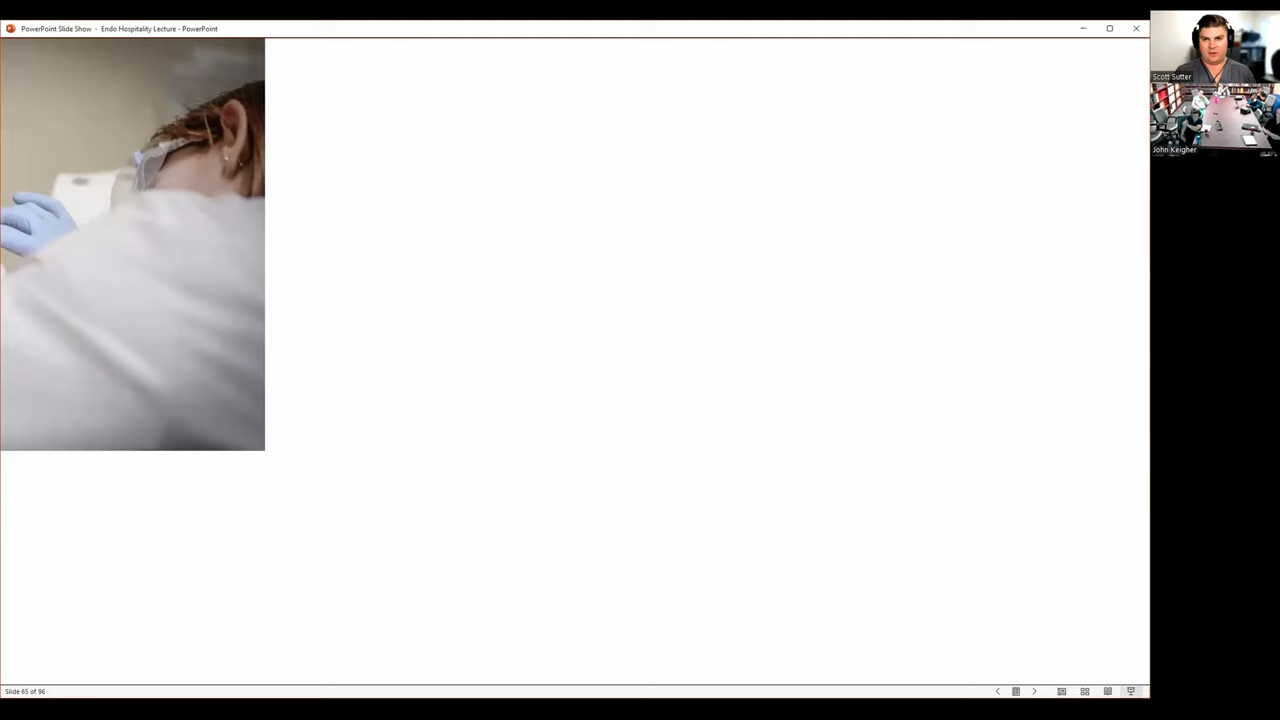 PowerPoint Slide Show - Endo Hospitality Lecture - PowerPoint
Scott Sutter
John Keigher
Slide 65 of 96